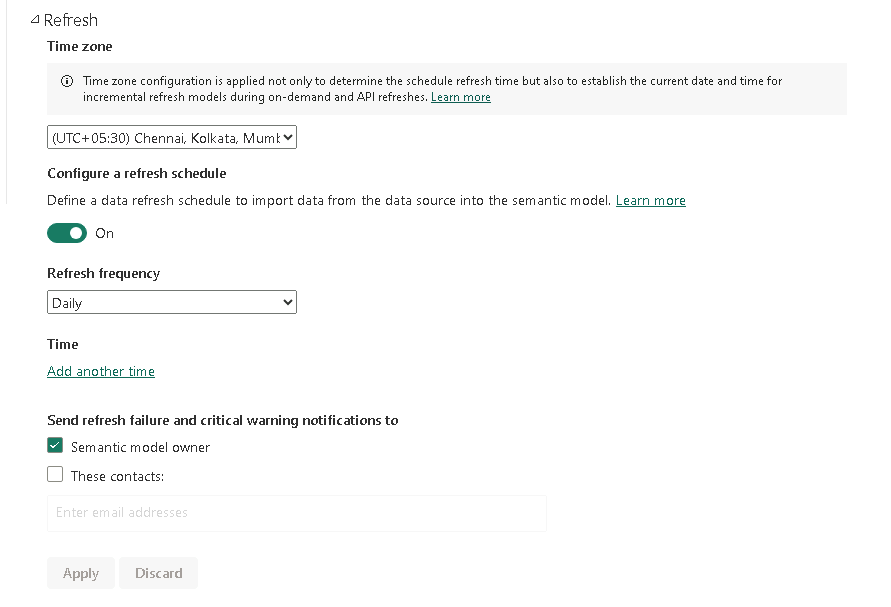 Refresh
Time zone
Time zone configuration is applied not only to determine the schedule refresh time but also to establish the current date and time for
incremental refresh models during on-demand and API refreshes. Learn more
(UTC+05:30) Chennai, Kolkata, Mumb
Configure a refresh schedule
Define a data refresh schedule to import data from the data source into the semantic model. Learn more
On
Refresh frequency
Daily
Time
Add another time
Send refresh failure and critical warning notifications to
Semantic model owner
These contacts:
Enter email addresses
Apply Discard